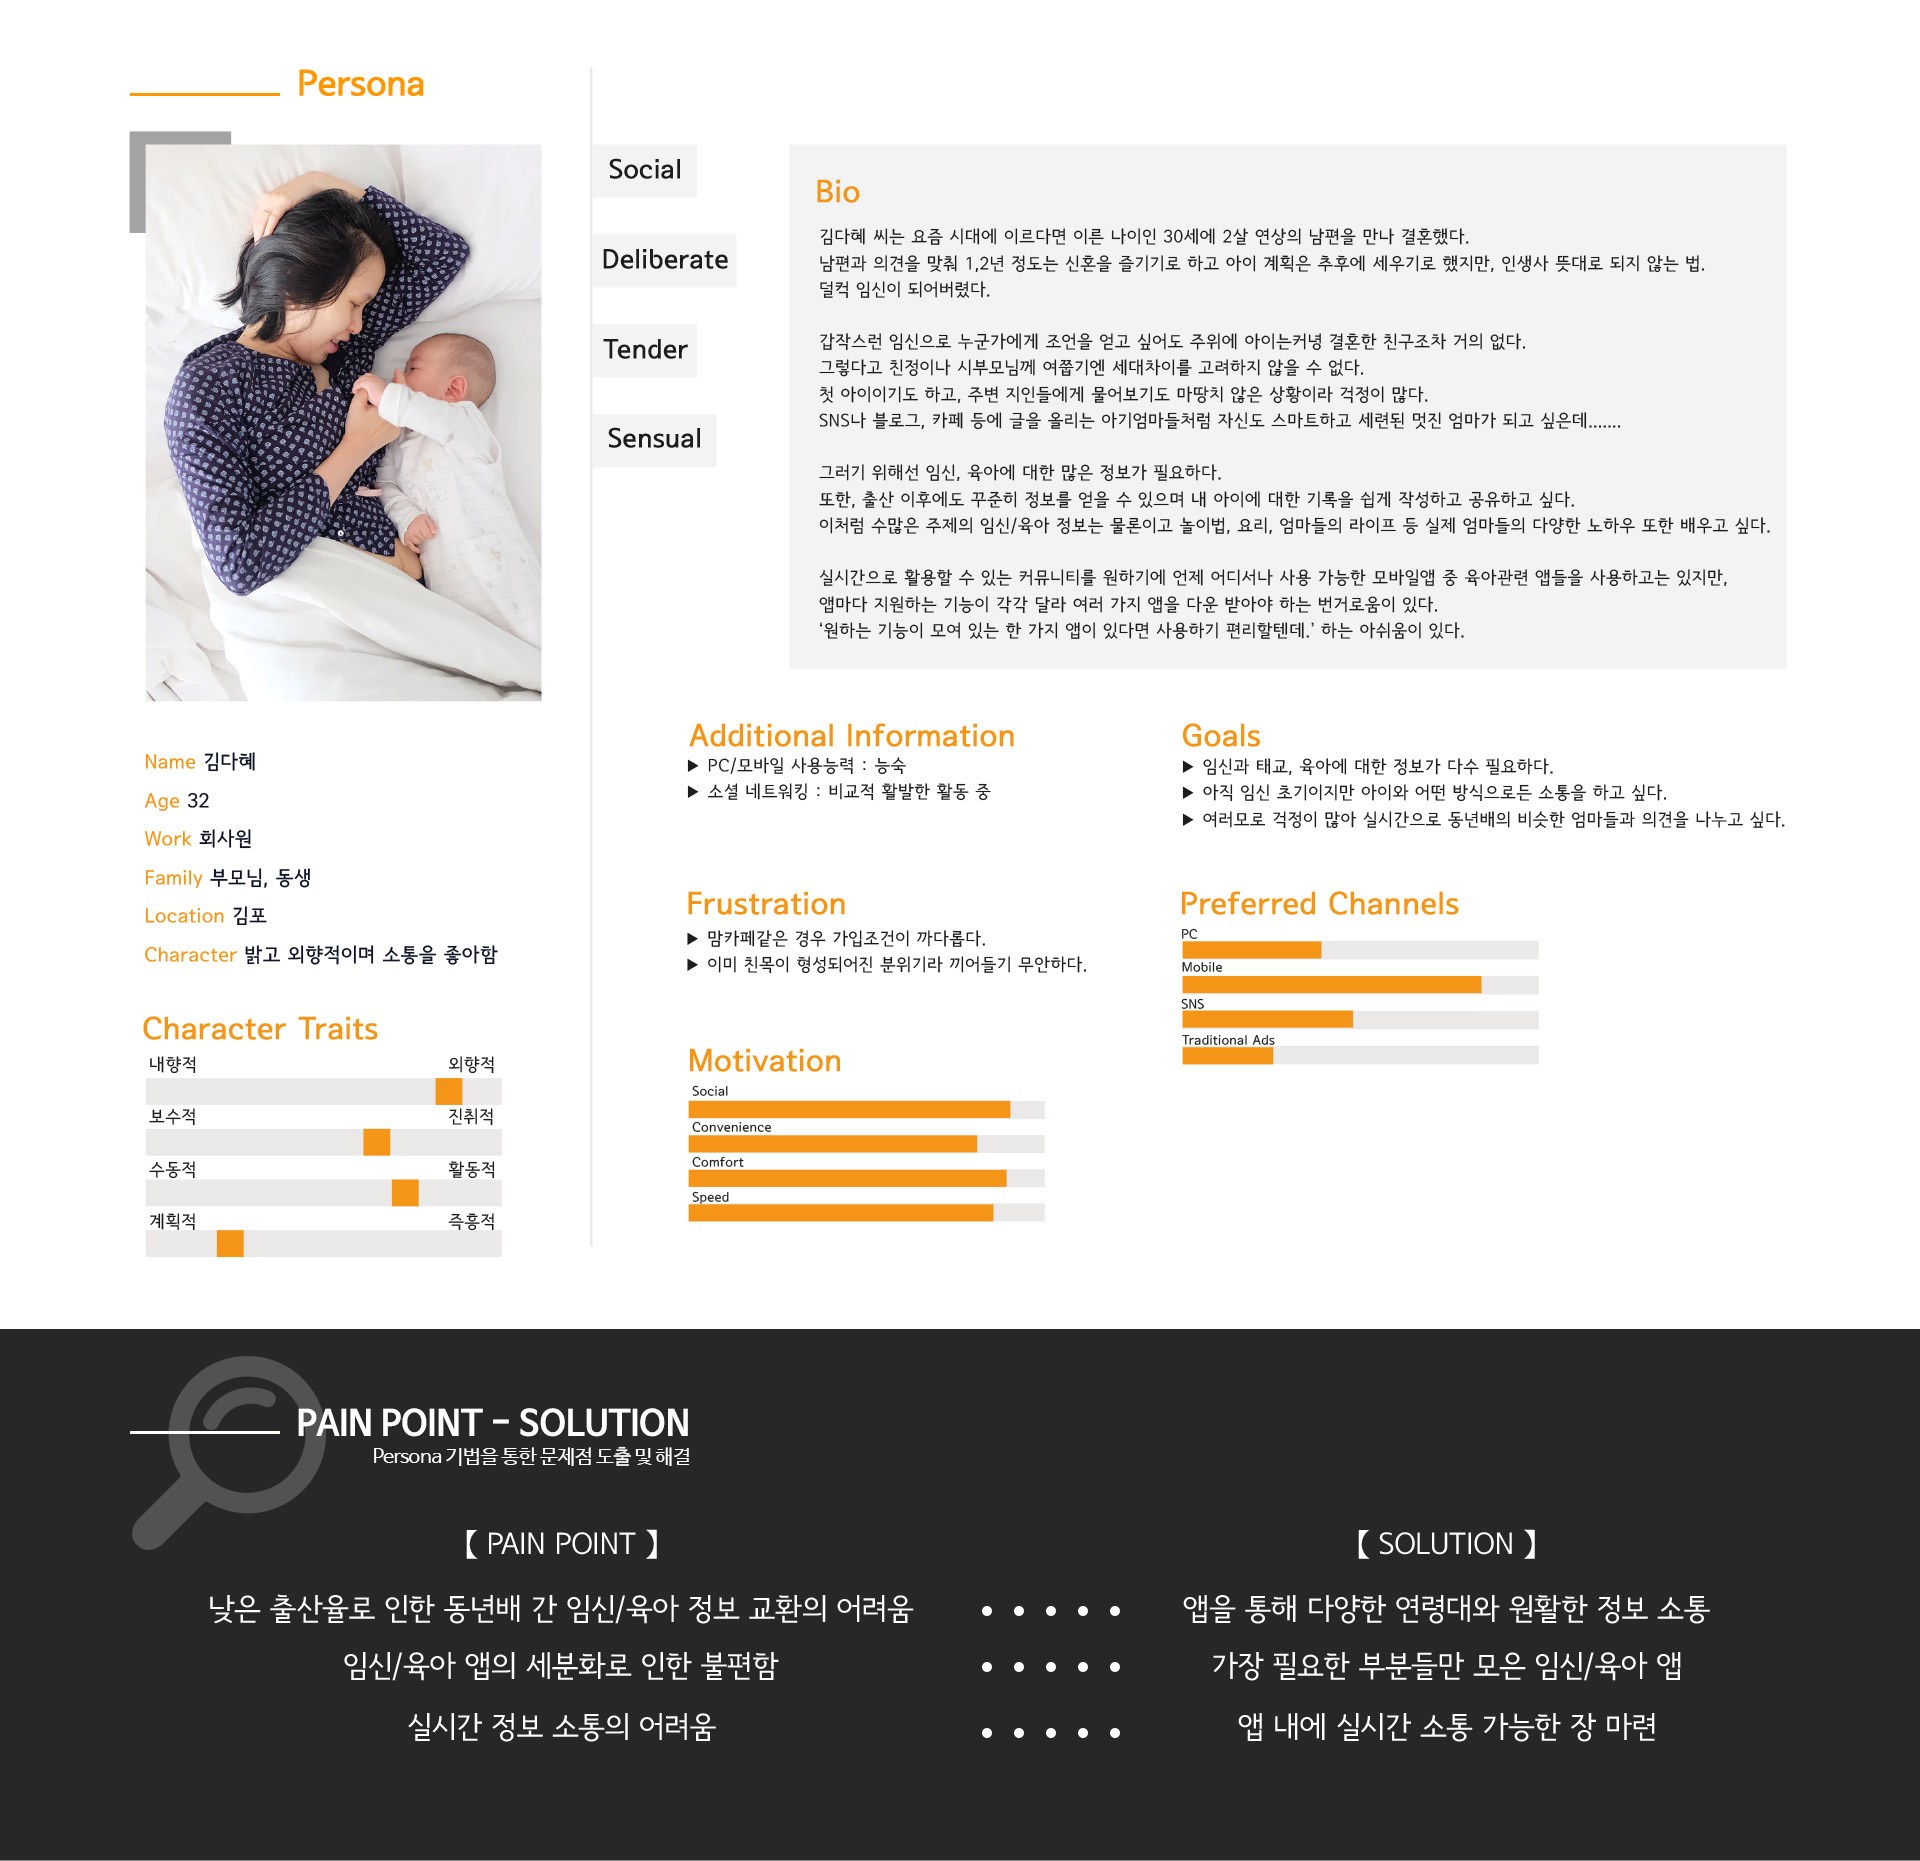 Persona
Social
Deliberate
Tender
Sensual
Bio
김다혜 씨는 요즘 시대에 이르다면 이른 나이인 30세에 2살 연상의 남편을 만나 결혼했다.
남편과 의견을 맞춰 1,2년 정도는 신혼을 즐기기로 하고 아이 계획은 추후에 세우기로 했지만, 인생사 뜻대로 되지 않는 법.
덜컥 임신이 되어버렸다.
갑작스런 임신으로 누군가에게 조언을 얻고 싶어도 주위에 아이는커녕 결혼한 친구조차 거의 없다.
그렇다고 친정이나 시부모님께 여쭙기엔 세대차이를 고려하지 않을 수 없다.
첫 아이이기도 하고, 주변 지인들에게 물어보기도 마땅치 않은 상황이라 걱정이 많다.
SNS나 블로그, 카페 등에 글을 올리는 아기엄마들처럼 자신도 스마트하고 세련된 멋진 엄마가 되고 싶은데.......
그러기 위해선 임신, 육아에 대한 많은 정보가 필요하다.
또한, 출산 이후에도 꾸준히 정보를 얻을 수 있으며 내 아이에 대한 기록을 쉽게 작성하고 공유하고 싶다.
이처럼 수많은 주제의 임신/육아 정보는 물론이고 놀이법, 요리, 엄마들의 라이프 등 실제 엄마들의 다양한 노하우 또한 배우고 싶다.
실시간으로 활용할 수 있는 커뮤니티를 원하기에 언제 어디서나 사용 가능한 모바일앱 중 육아관련 앱들을 사용하고는 있지만,
앱마다 지원하는 기능이 각각 달라 여러 가지 앱을 다운 받아야 하는 번거로움이 있다.
‘원하는 기능이 모여 있는 한 가지 앱이 있다면 사용하기 편리할텐데.’ 하는 아쉬움이 있다.
Name 김다혜
Age 32
Work 회사원
Family 부모님, 동생
Location 김포
Character 밝고 외향적이며 소통을 좋아함
Character Traits
내향적 외향적
보수적 진취적
수동적 활동적
계획적 즉흥적
Additional Information
▶ PC/모바일 사용능력 : 능숙
▶ 소셜 네트워킹 : 비교적 활발한 활동 중
Goals
▶ 임신과 태교, 육아에 대한 정보가 다수 필요하다.
▶ 아직 임신 초기이지만 아이와 어떤 방식으로든 소통을 하고 싶다.
▶ 여러모로 걱정이 많아 실시간으로 동년배의 비슷한 엄마들과 의견을 나누고 싶다.
Frustration
▶ 맘카페같은 경우 가입조건이 까다롭다.
▶ 이미 친목이 형성되어진 분위기라 끼어들기 무안하다.
Preferred Channels
PC
Mobile
SNS
Traditional Ads
Motivation
Social
Convenience
Comfort
Speed
PAIN POINT - SOLUTION
Persona 기법을 통한 문제점 도출 및 해결
【 PAIN POINT 】
【 SOLUTION 】
낮은 출산율로 인한 동년배 간 임신/육아 정보 교환의 어려움 ● ● ● ● ● 앱을 통해 다양한 연령대와 원활한 정보 소통
임신/육아 앱의 세분화로 인한 불편함 ● ● ● ● ● 가장 필요한 부분들만 모은 임신/육아 앱
실시간 정보 소통의 어려움 ● ● ● ● ● 앱 내에 실시간 소통 가능한 장 마련